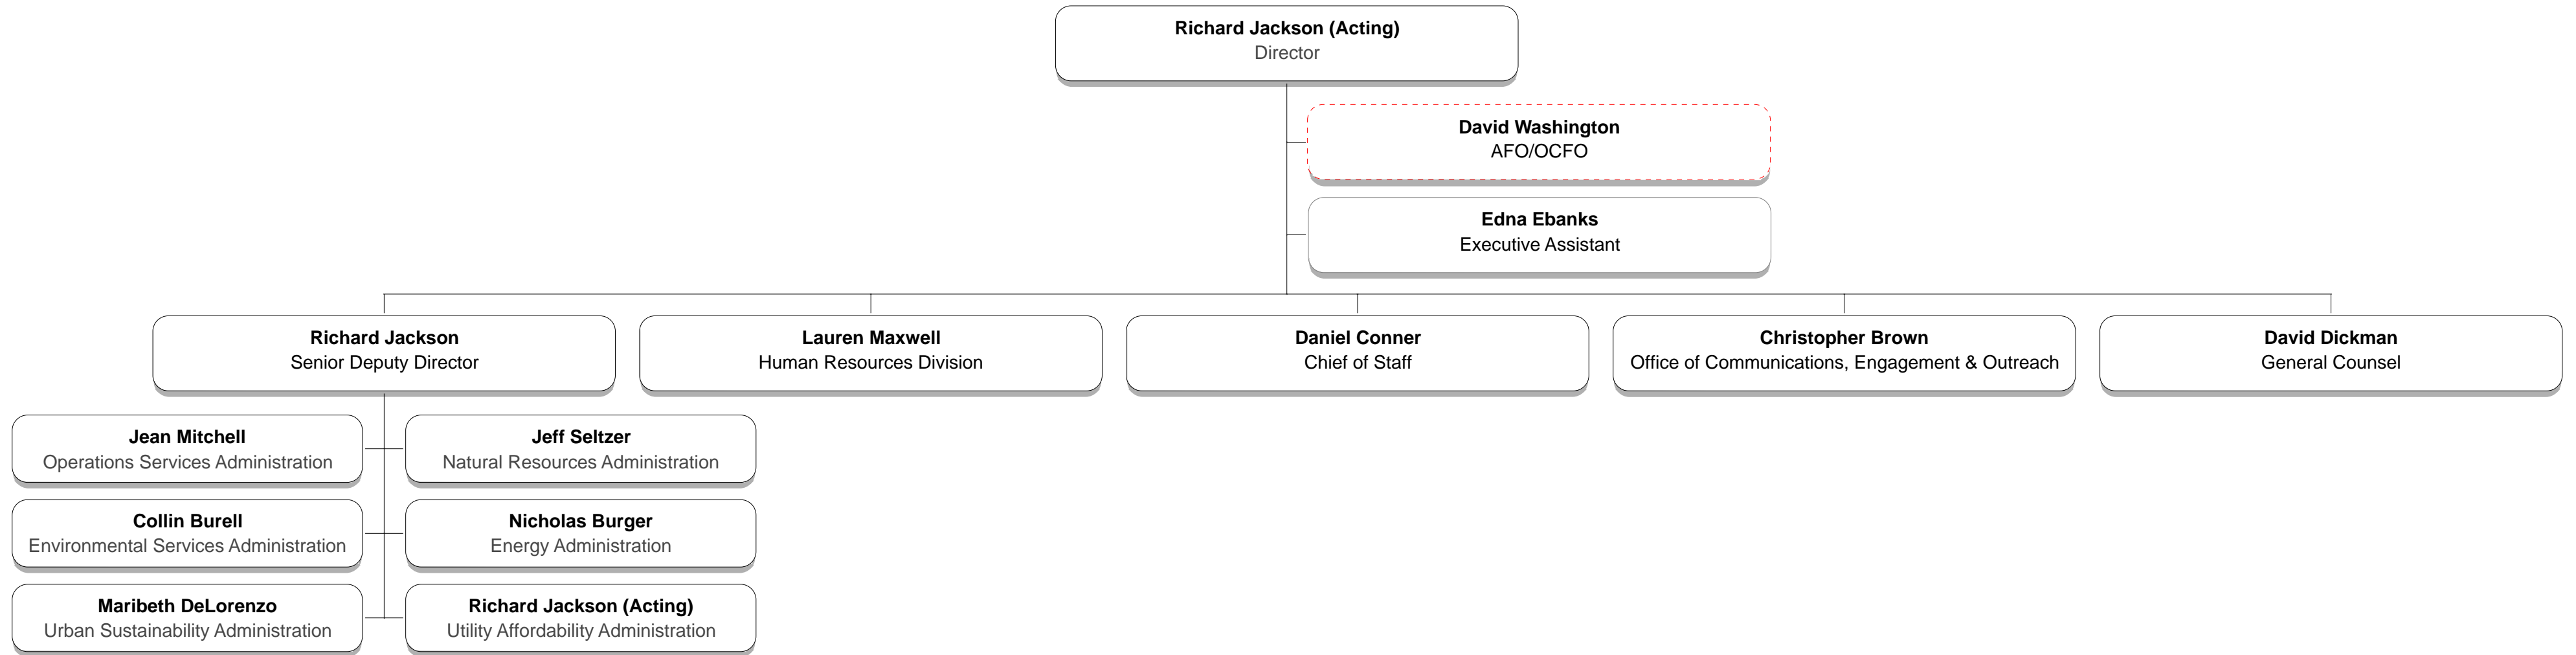 Richard Jackson (Acting)
Director
David Washington
AFO/OCFO
Edna Ebanks
Executive Assistant
Richard Jackson
Senior Deputy Director
Lauren Maxwell
Human Resources Division
Daniel Conner
Chief of Staff
Christopher Brown
Office of Communications, Engagement & Outreach
David Dickman
General Counsel
Jean Mitchell
Operations Services Administration
Jeff Seltzer
Natural Resources Administration
Collin Burell
Environmental Services Administration
Nicholas Burger
Energy Administration
Maribeth DeLorenzo
Urban Sustainability Administration
Richard Jackson (Acting)
Utility Affordability Administration